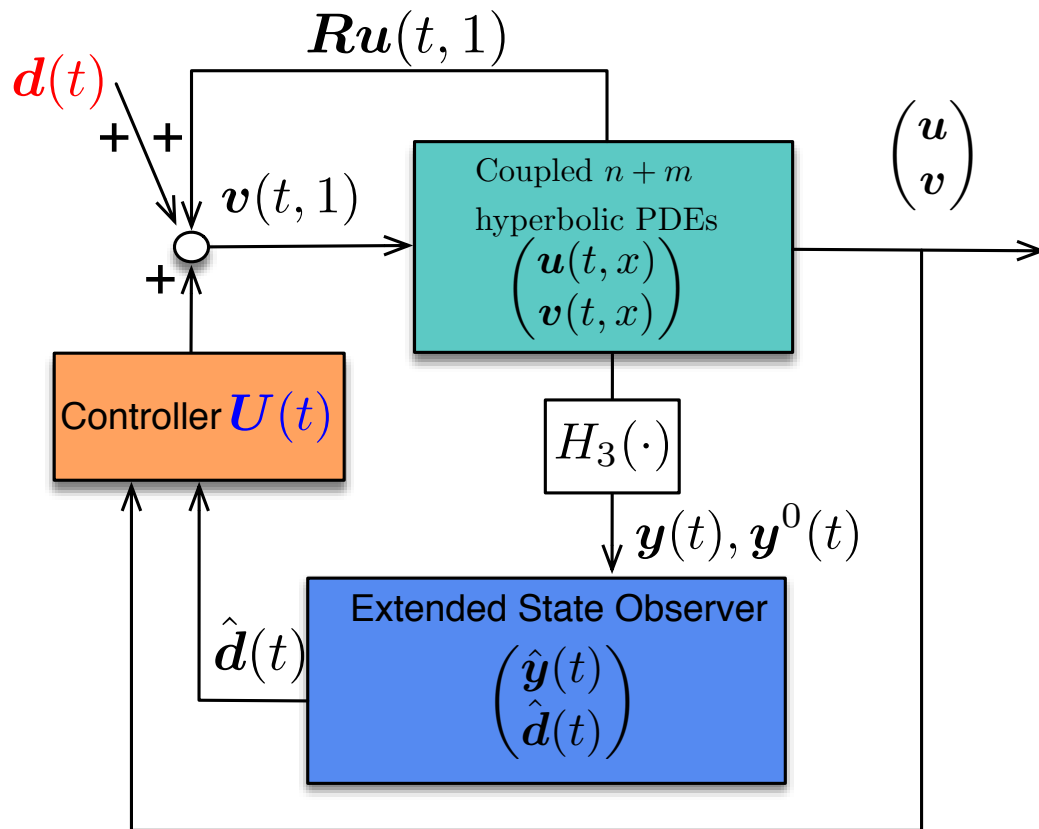 Ru(t, 1)
d(t)
+ +
v(t, 1)
+
Coupled n + m
hyperbolic PDEs
(u(t, x)
v(t, x))
(u
v)
Controller U(t)
H₃(·)
y(t), y⁰(t)
Extended State Observer
(ŷ(t)
d̂(t))
d̂(t)